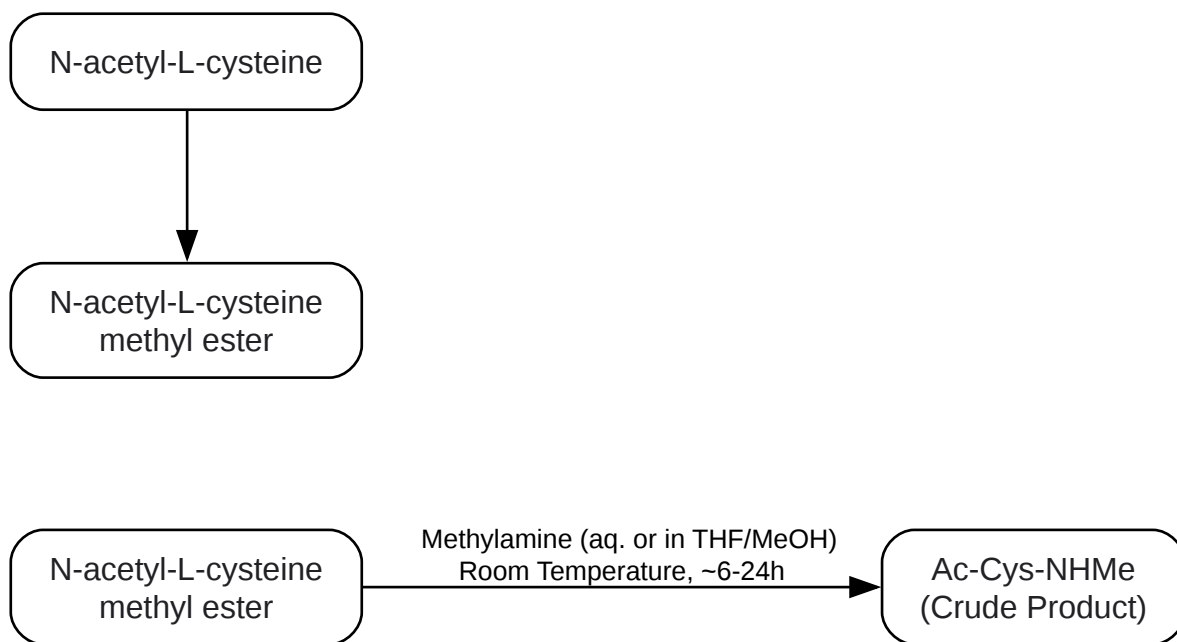 N-acetyl-L-cysteine
N-acetyl-L-cysteine
methyl ester
Methylamine (aq. or in THF/MeOH)
Room Temperature, ~6-24h
N-acetyl-L-cysteine
methyl ester
Ac-Cys-NHMe
(Crude Product)